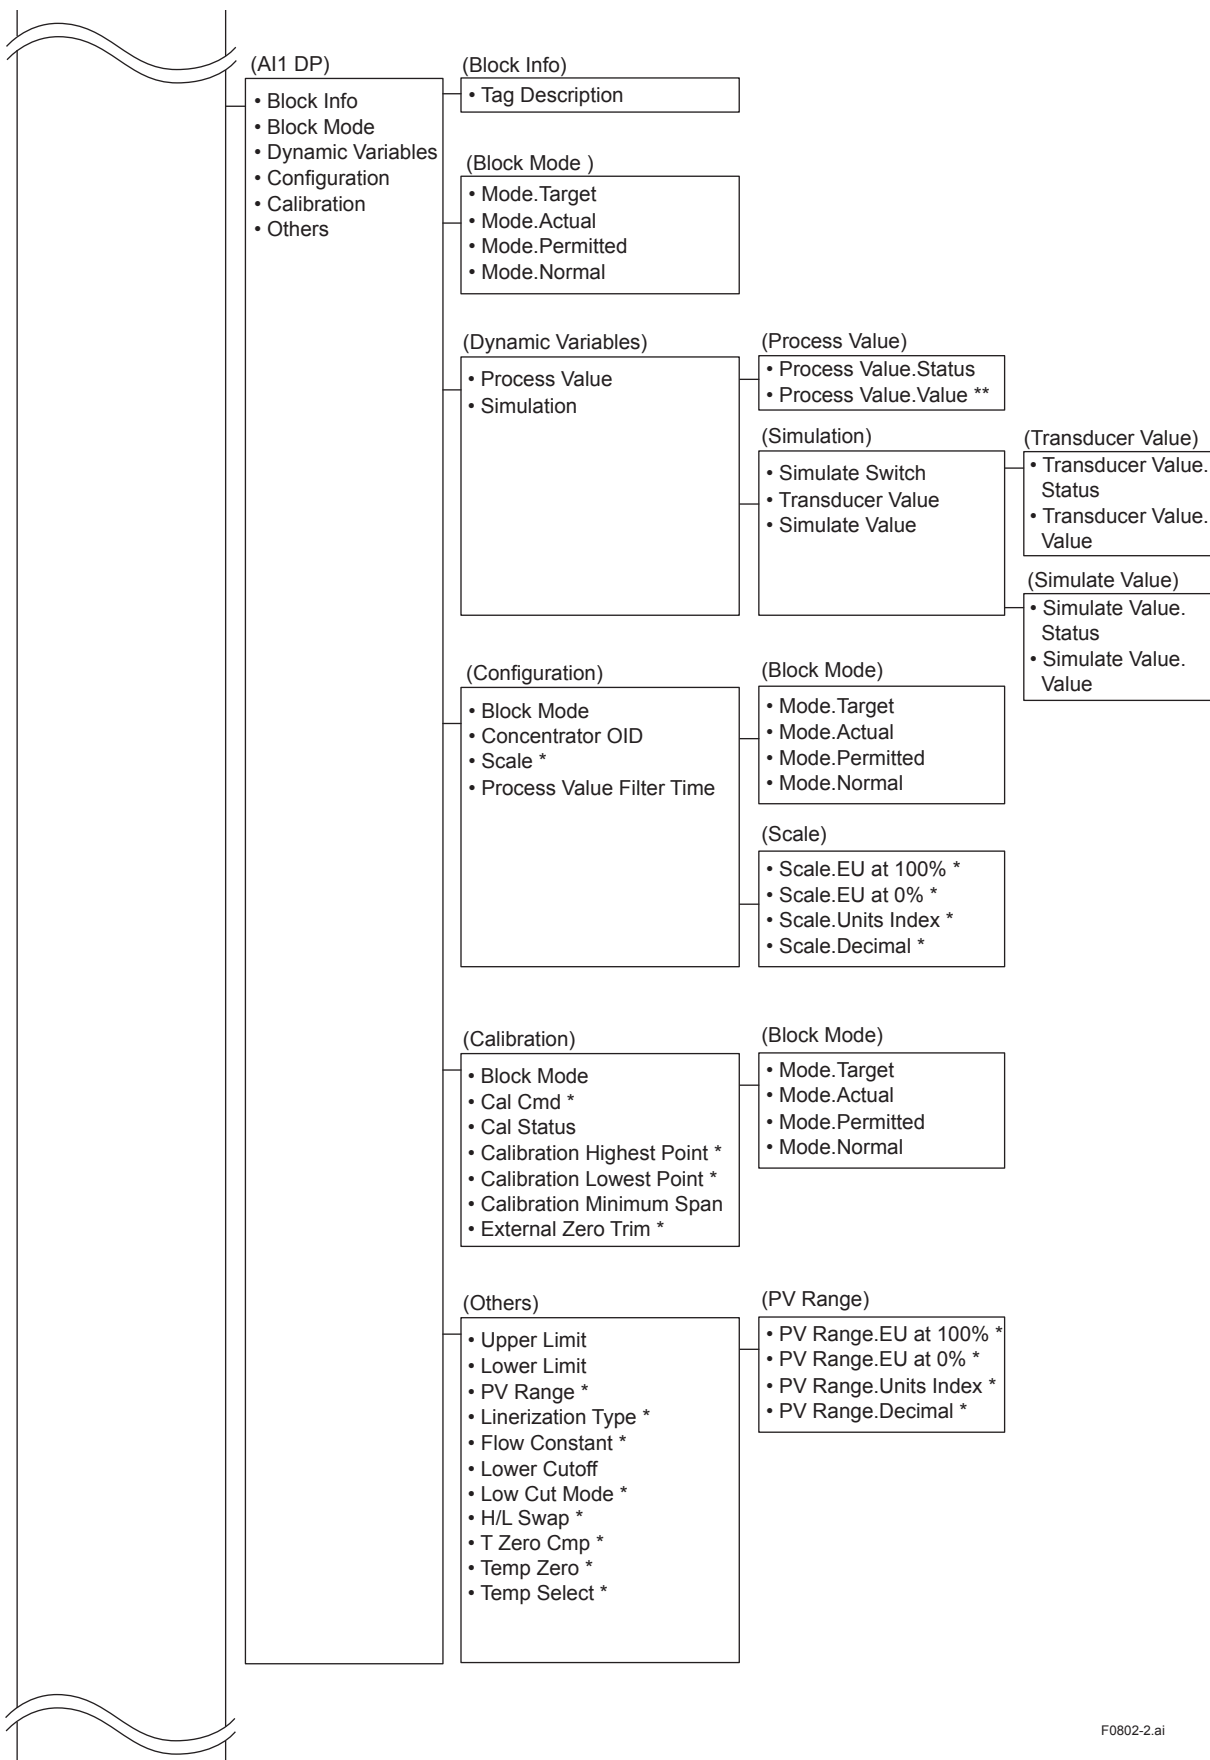 (AI1 DP)
• Block Info
• Block Mode
• Dynamic Variables
• Configuration
• Calibration
• Others
(Block Info)
• Tag Description
(Block Mode )
• Mode.Target
• Mode.Actual
• Mode.Permitted
• Mode.Normal
(Dynamic Variables)
• Process Value
• Simulation
(Process Value)
• Process Value.Status
• Process Value.Value **
(Simulation)
• Simulate Switch
• Transducer Value
• Simulate Value
(Transducer Value)
• Transducer Value.
Status
• Transducer Value.
Value
(Simulate Value)
• Simulate Value.
Status
• Simulate Value.
Value
(Configuration)
• Block Mode
• Concentrator OID
• Scale *
• Process Value Filter Time
(Block Mode)
• Mode.Target
• Mode.Actual
• Mode.Permitted
• Mode.Normal
(Scale)
• Scale.EU at 100% *
• Scale.EU at 0% *
• Scale.Units Index *
• Scale.Decimal *
(Calibration)
• Block Mode
• Cal Cmd *
• Cal Status
• Calibration Highest Point *
• Calibration Lowest Point *
• Calibration Minimum Span
• External Zero Trim *
(Block Mode)
• Mode.Target
• Mode.Actual
• Mode.Permitted
• Mode.Normal
(Others)
• Upper Limit
• Lower Limit
• PV Range *
• Linerization Type *
• Flow Constant *
• Lower Cutoff
• Low Cut Mode *
• H/L Swap *
• T Zero Cmp *
• Temp Zero *
• Temp Select *
(PV Range)
• PV Range.EU at 100% *
• PV Range.EU at 0% *
• PV Range.Units Index *
• PV Range.Decimal *
F0802-2.ai